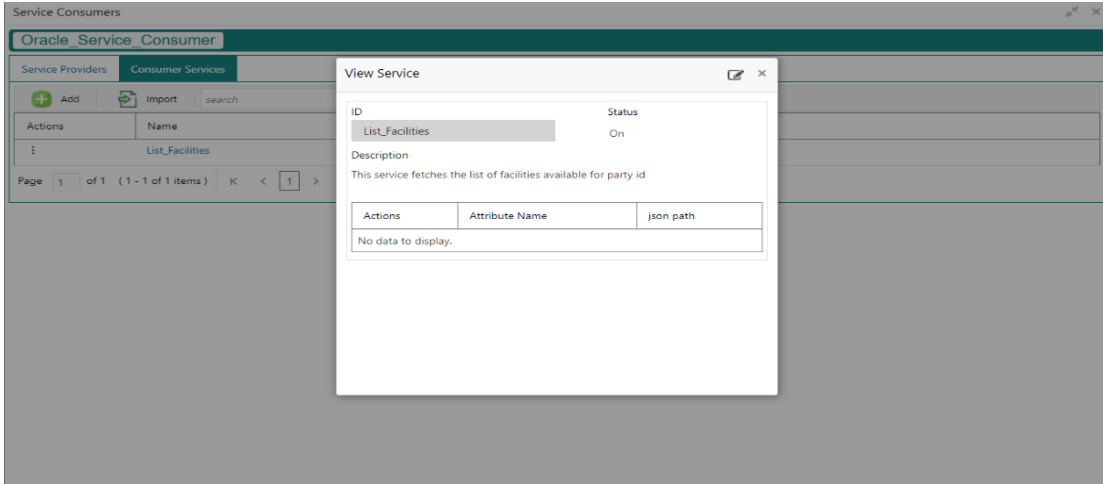 Service Consumers
Oracle_Service_Consumer
Service Providers Consumer Services
Add Import search
Actions Name
List_Facilities
Page 1 of 1 ( 1 - 1 of 1 items ) K < 1 >
View Service
ID Status
List_Facilities On
Description
This service fetches the list of facilities available for party id
Actions Attribute Name json path
No data to display.